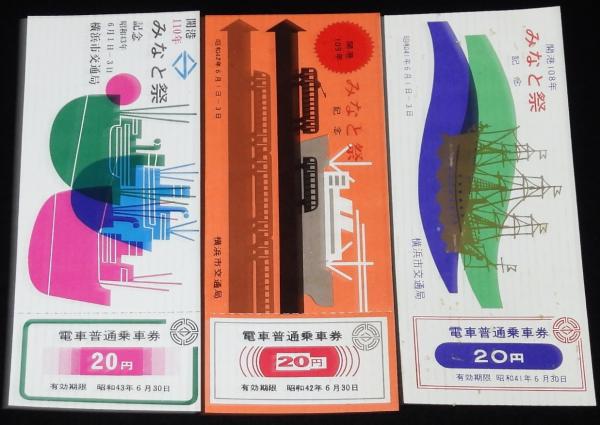 開港
110年
みなと祭
記念
昭和43年
6月1日-3日
横浜市交通局
電車普通乗車券
20円
有効期限 昭和43年6月30日
開港
109年
みなと祭
記念
昭和42年6月1日-3日
横浜市交通局
電車普通乗車券
20円
有効期限 昭和42年6月30日
開港108年
みなと祭
記念
昭和41年6月1日-3日
横浜市交通局
電車普通乗車券
20円
有効期限 昭和41年6月30日